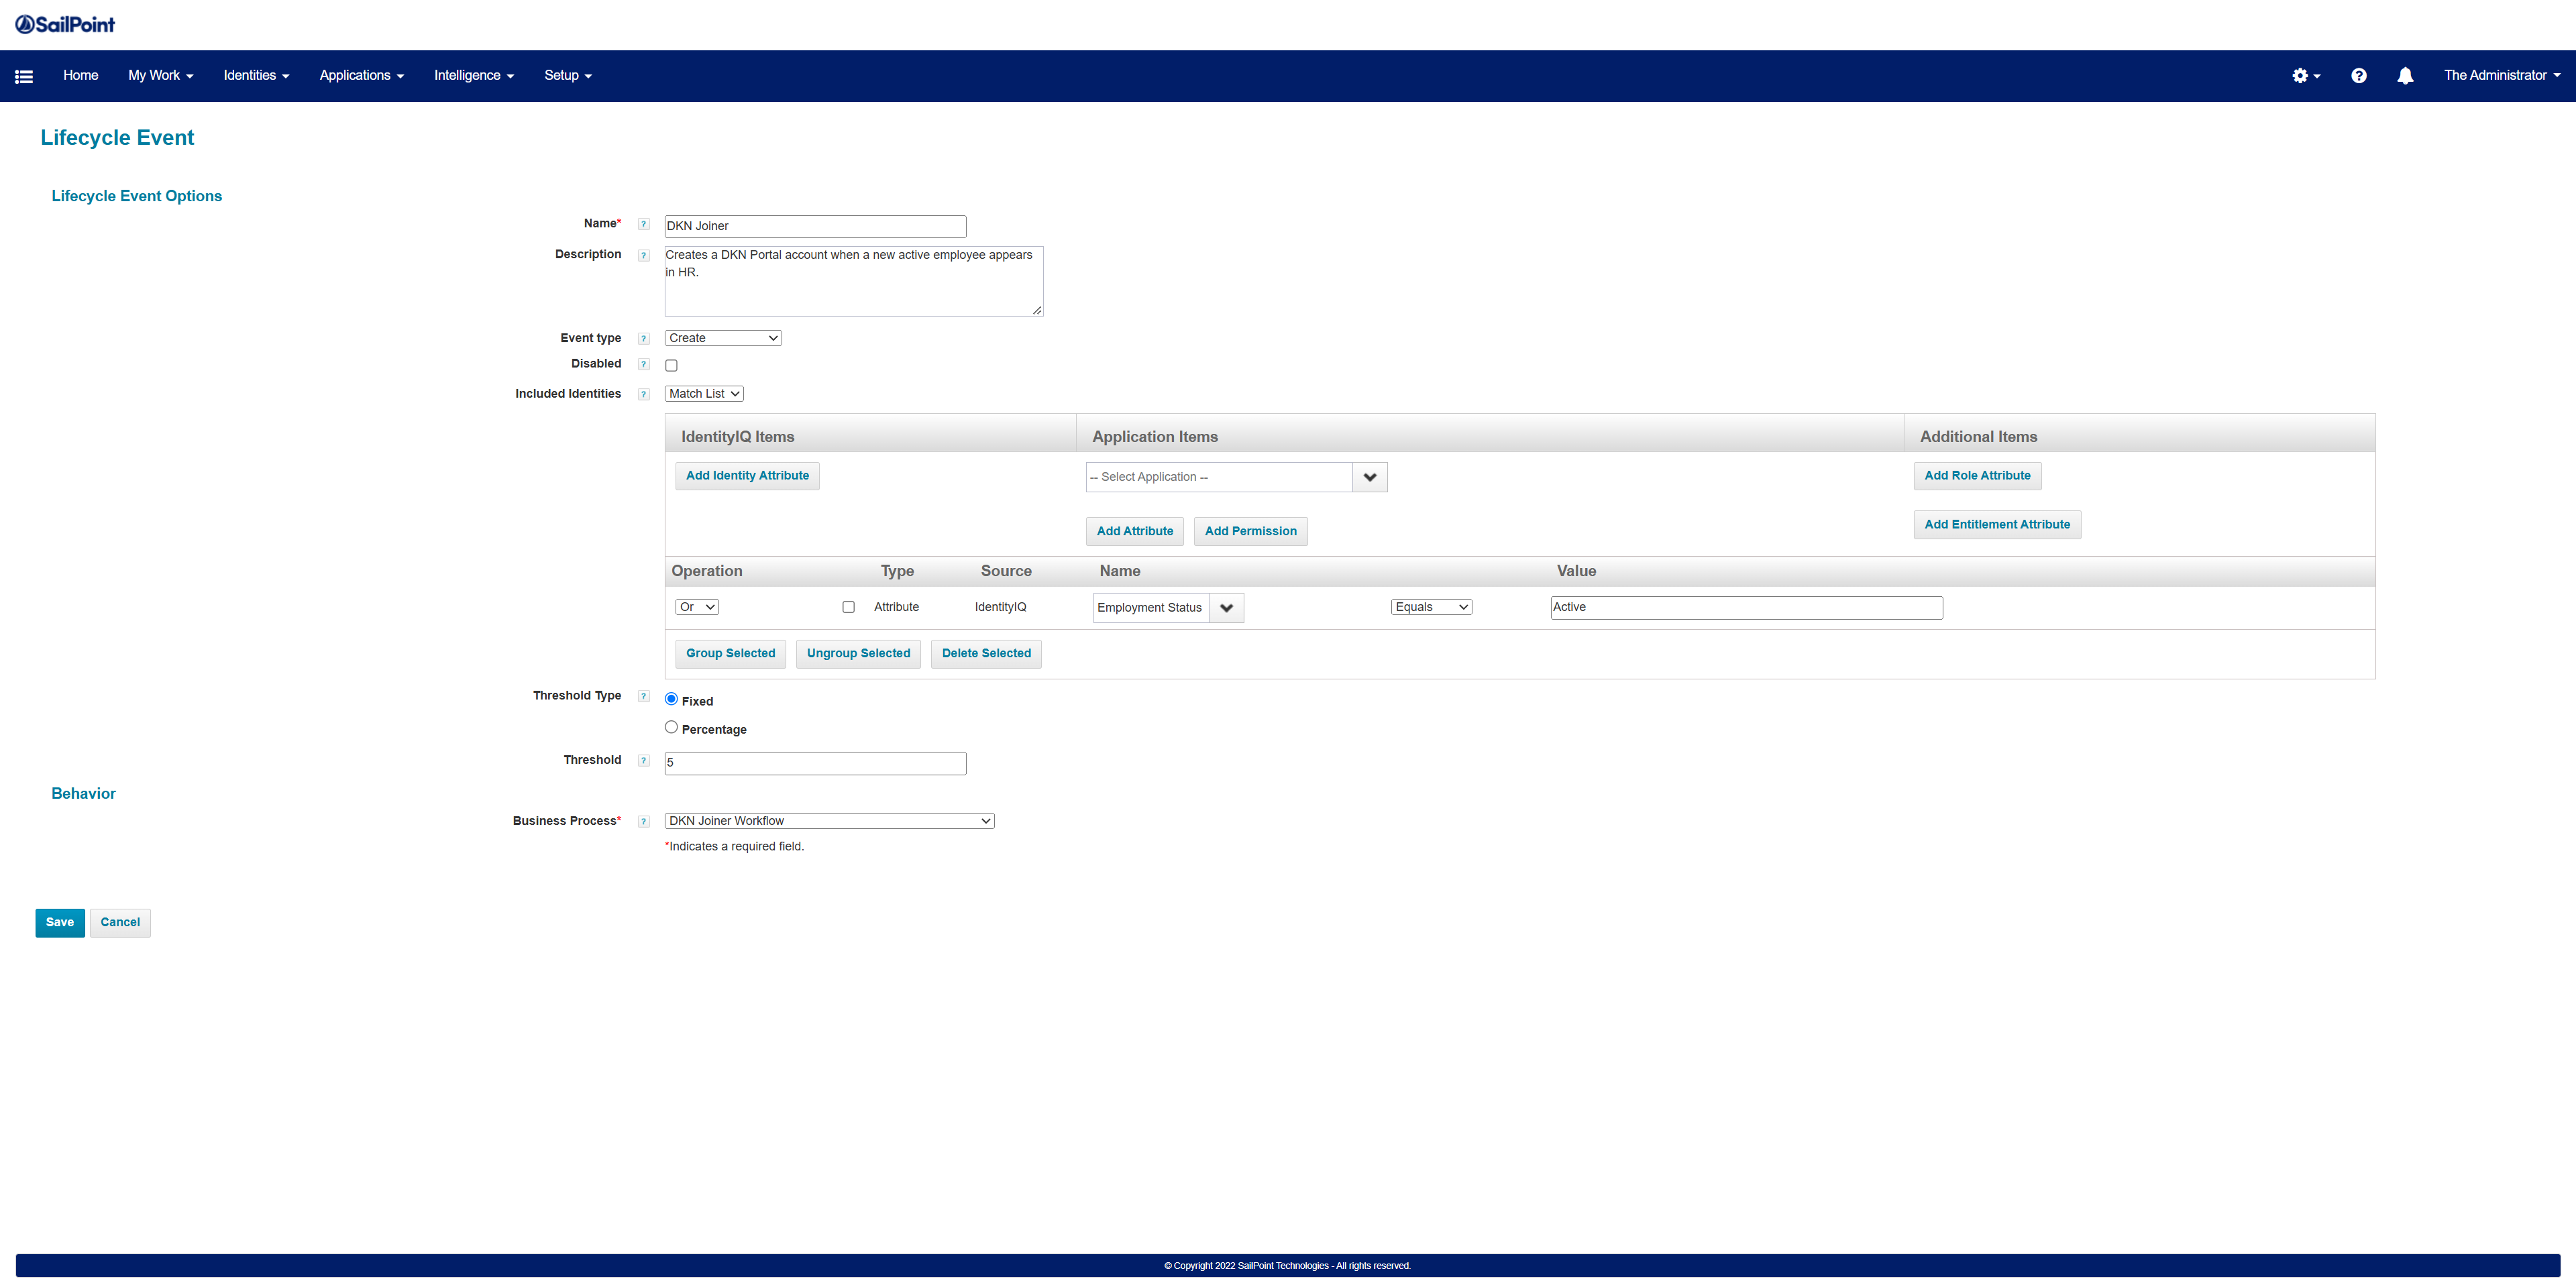 SailPoint
Home My Work Identities Applications Intelligence Setup The Administrator
Lifecycle Event
Lifecycle Event Options
Name* ? DKN Joiner
Description ? Creates a DKN Portal account when a new active employee appears
in HR.
Event type ? Create
Disabled ?
Included Identities ? Match List
IdentityIQ Items Application Items Additional Items
Add Identity Attribute -- Select Application -- Add Role Attribute
Add Attribute Add Permission Add Entitlement Attribute
Operation Type Source Name Value
Or Attribute IdentityIQ Employment Status Equals Active
Group Selected Ungroup Selected Delete Selected
Threshold Type ? Fixed
Percentage
Threshold ? 5
Behavior
Business Process* ? DKN Joiner Workflow
*Indicates a required field.
Save Cancel
© Copyright 2022 SailPoint Technologies - All rights reserved.